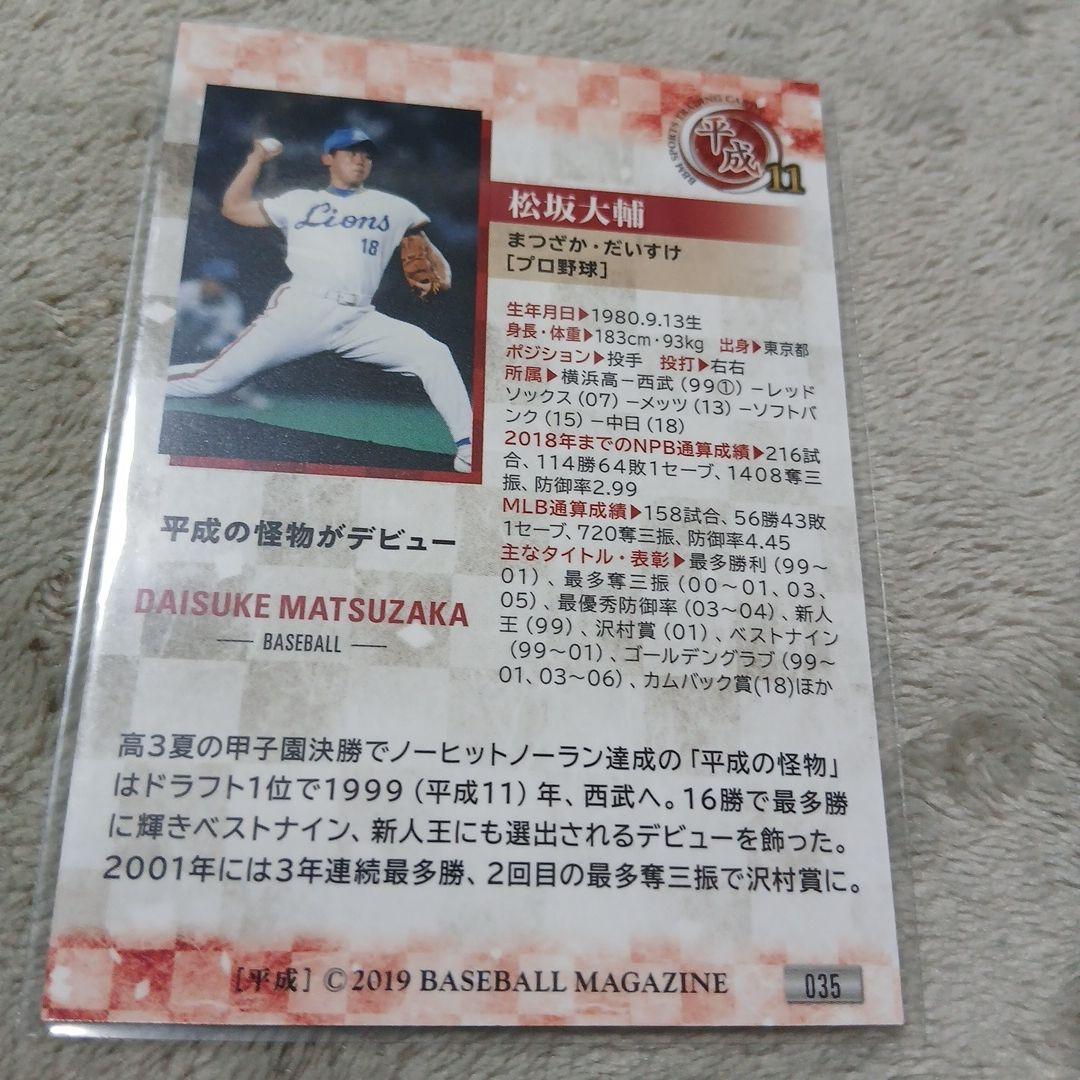 BBM SPORTS TRADING CARD
平成
11
Lions
18
松坂大輔
まつざか・だいすけ
[プロ野球]
生年月日▶1980.9.13生
身長・体重▶183cm・93kg 出身▶東京都
ポジション▶投手 投打▶右右
所属▶横浜高－西武（99①）－レッド
ソックス（07）－メッツ（13）－ソフトバ
ンク（15）－中日（18）
2018年までのNPB通算成績▶216試
合、114勝64敗1セーブ、1408奪三
振、防御率2.99
MLB通算成績▶158試合、56勝43敗
1セーブ、720奪三振、防御率4.45
主なタイトル・表彰▶最多勝利（99～
01）、最多奪三振（00～01、03、
05）、最優秀防御率（03～04）、新人
王（99）、沢村賞（01）、ベストナイン
（99～01）、ゴールデングラブ（99～
01、03～06）、カムバック賞(18)ほか
平成の怪物がデビュー
DAISUKE MATSUZAKA
BASEBALL
高3夏の甲子園決勝でノーヒットノーラン達成の「平成の怪物」
はドラフト1位で1999（平成11）年、西武へ。16勝で最多勝
に輝きベストナイン、新人王にも選出されるデビューを飾った。
2001年には3年連続最多勝、2回目の最多奪三振で沢村賞に。
[平成] ©2019 BASEBALL MAGAZINE
035